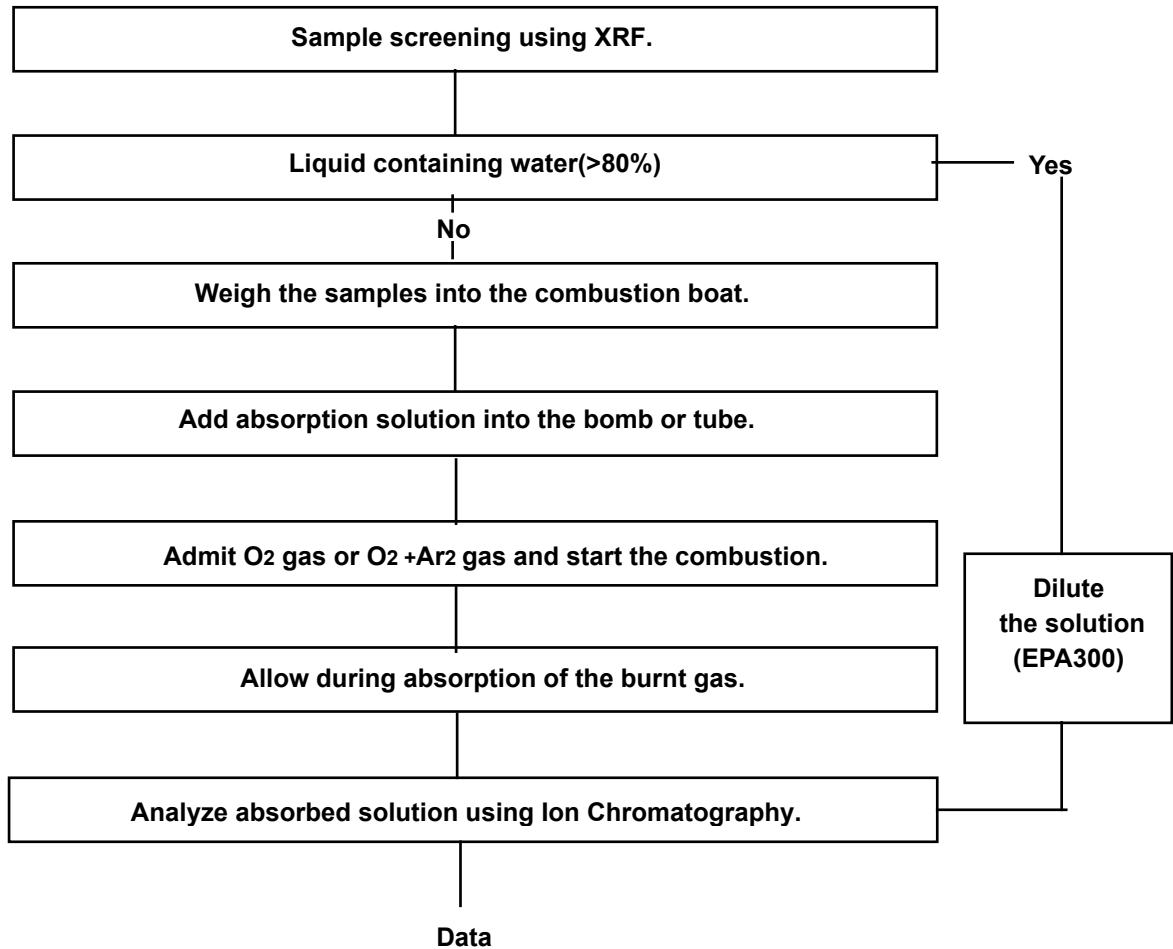 Sample screening using XRF.
Liquid containing water(>80%)
Yes
No
Weigh the samples into the combustion boat.
Add absorption solution into the bomb or tube.
Admit O2 gas or O2 +Ar2 gas and start the combustion.
Dilute
the solution
(EPA300)
Allow during absorption of the burnt gas.
Analyze absorbed solution using Ion Chromatography.
Data